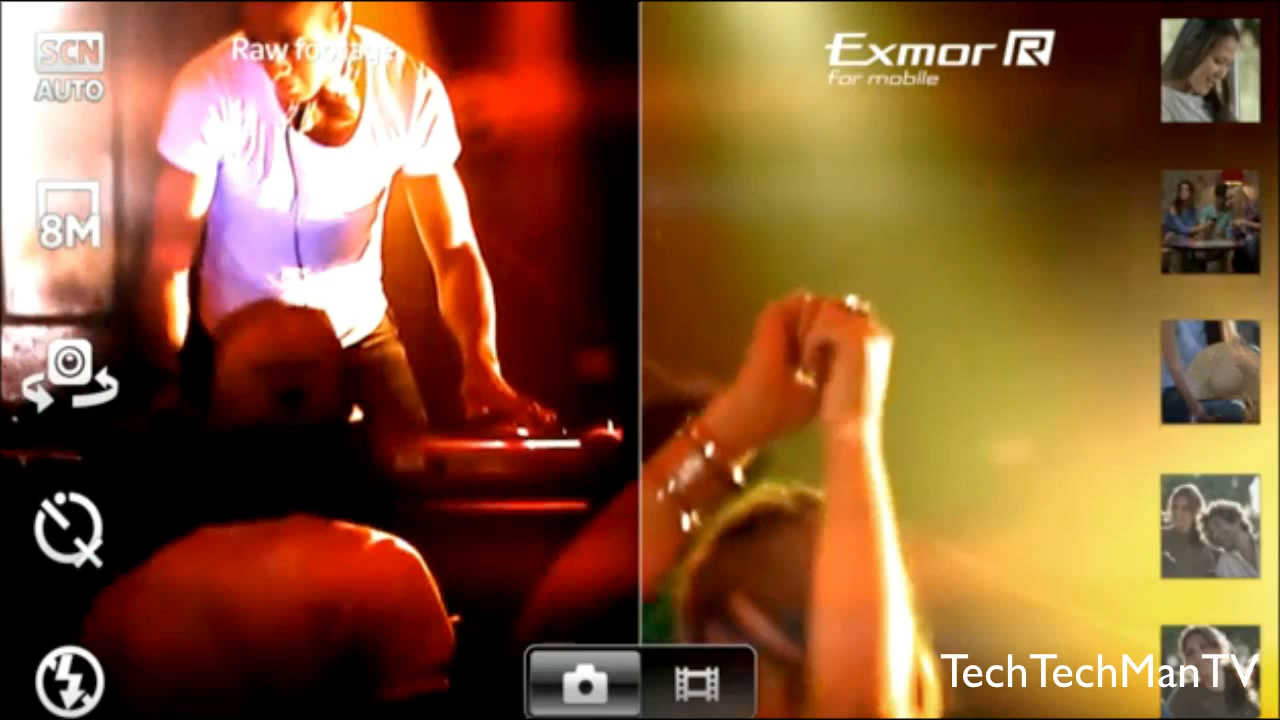 SCN
AUTO
Raw footage
Exmor R
for mobile
8M
TechTechManTV